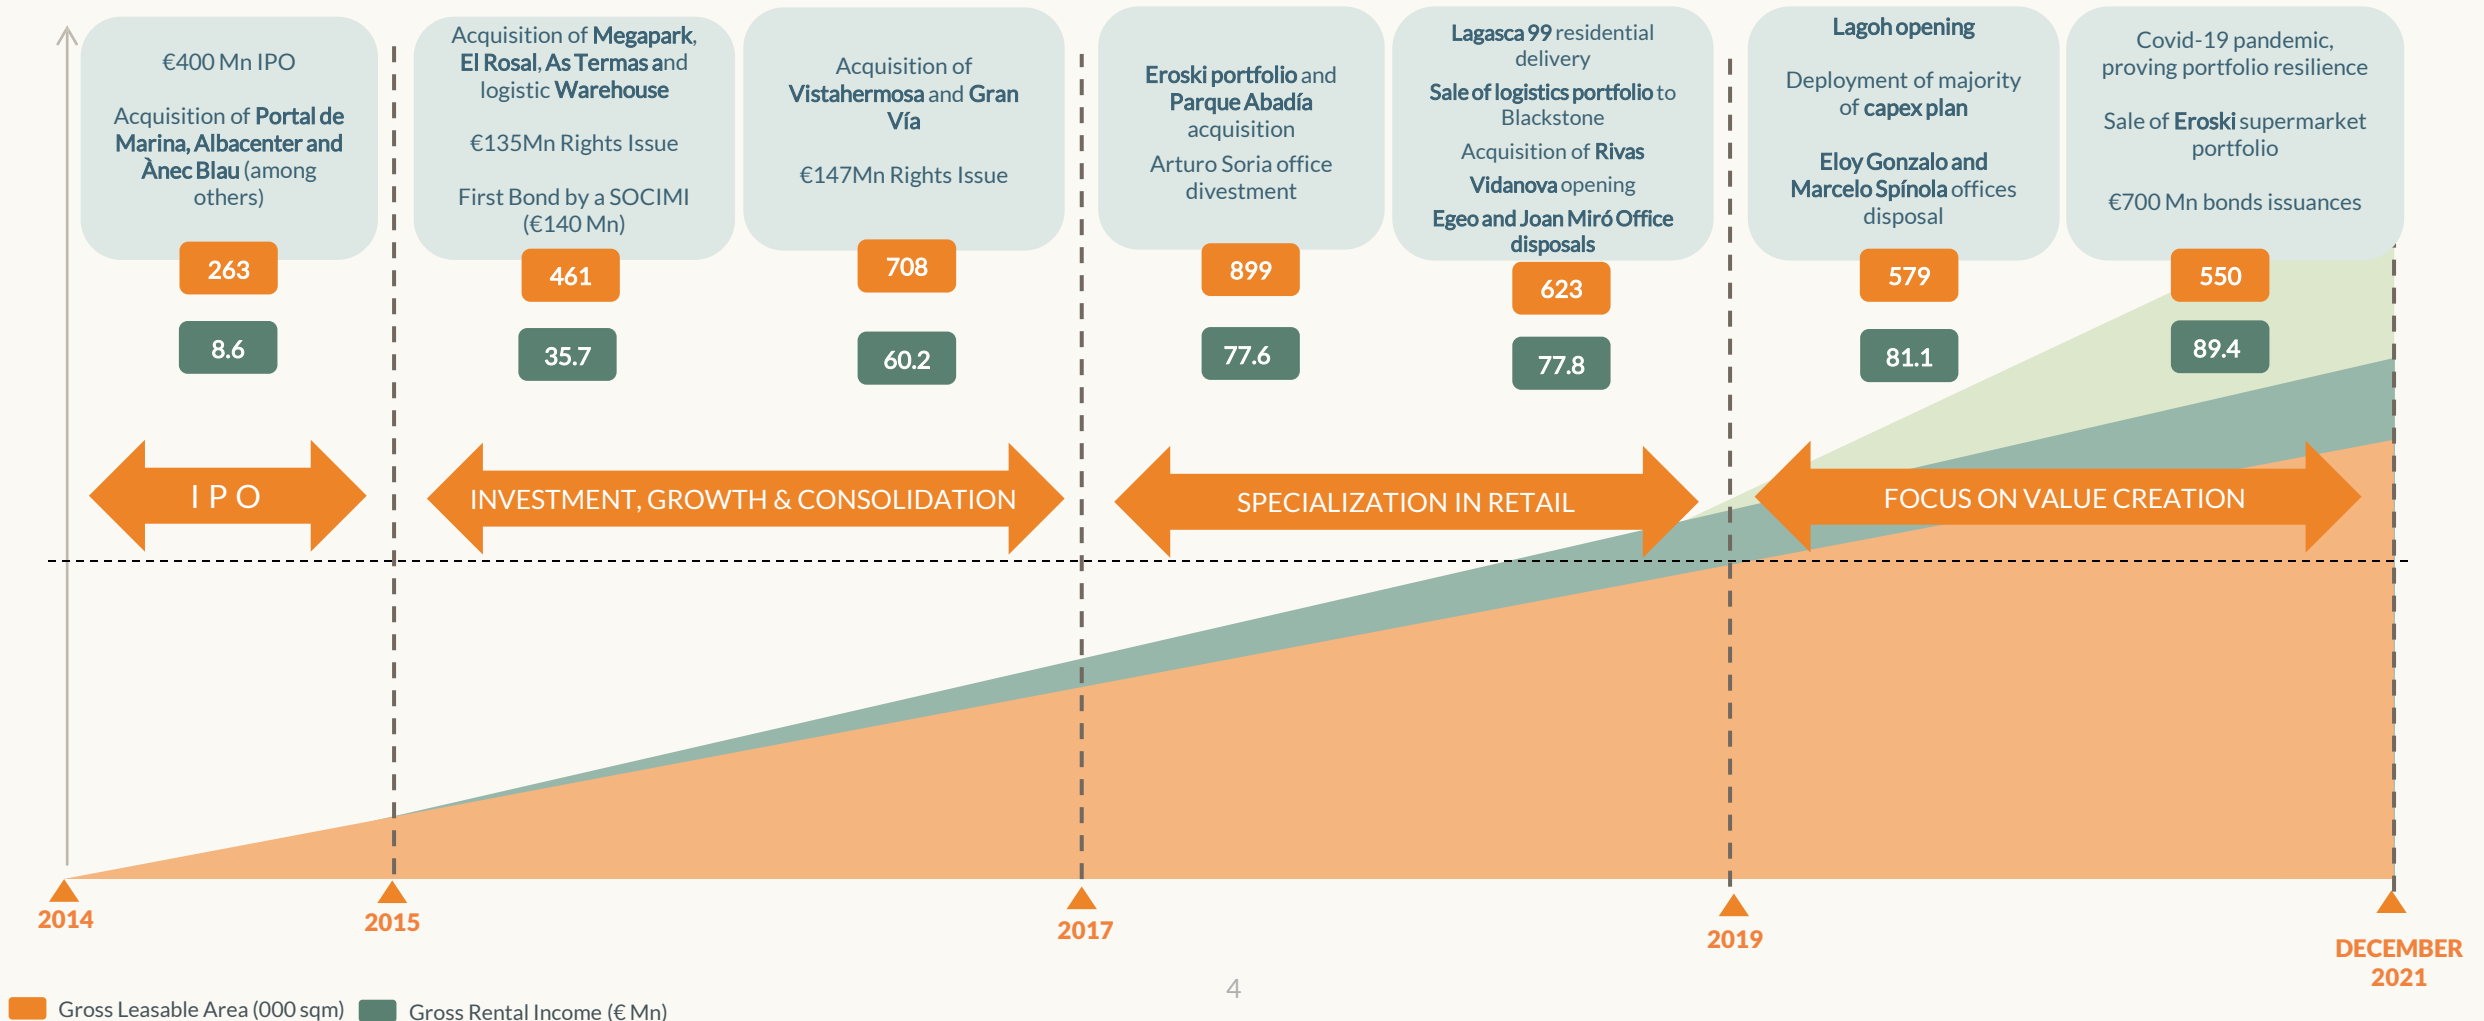 €400 Mn IPO
Acquisition of Portal de
Marina, Albacenter and
Ànec Blau (among
others)
263
8.6
Acquisition of Megapark,
El Rosal, As Termas and
logistic Warehouse
€135Mn Rights Issue
First Bond by a SOCIMI
(€140 Mn)
461
35.7
Acquisition of
Vistahermosa and Gran
Vía
€147Mn Rights Issue
708
60.2
Eroski portfolio and
Parque Abadía
acquisition
Arturo Soria office
divestment
899
77.6
Lagasca 99 residential
delivery
Sale of logistics portfolio to
Blackstone
Acquisition of Rivas
Vidanova opening
Egeo and Joan Miró Office
disposals
623
77.8
Lagoh opening
Deployment of majority
of capex plan
Eloy Gonzalo and
Marcelo Spínola offices
disposal
579
81.1
Covid-19 pandemic,
proving portfolio resilience
Sale of Eroski supermarket
portfolio
€700 Mn bonds issuances
550
89.4
IPO
INVESTMENT, GROWTH & CONSOLIDATION
SPECIALIZATION IN RETAIL
FOCUS ON VALUE CREATION
2014
2015
2017
2019
DECEMBER
2021
4
Gross Leasable Area (000 sqm)
Gross Rental Income (€ Mn)